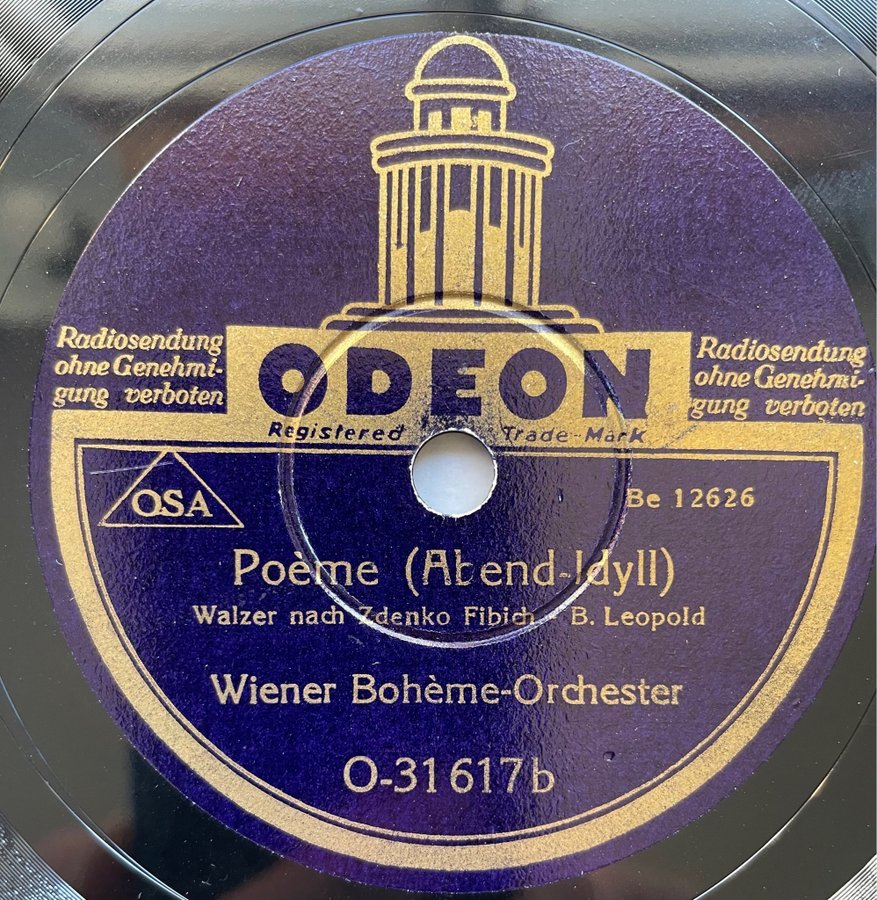 Radiosendung
ohne Genehmi-
gung verboten
ODEON
Registered Trade-Mark
Radiosendung
ohne Genehmi-
gung verboten
OSA
Be 12626
Poème (Abend-Idyll)
Walzer nach Zdenko Fibich - B. Leopold
Wiener Bohème-Orchester
O-31617b